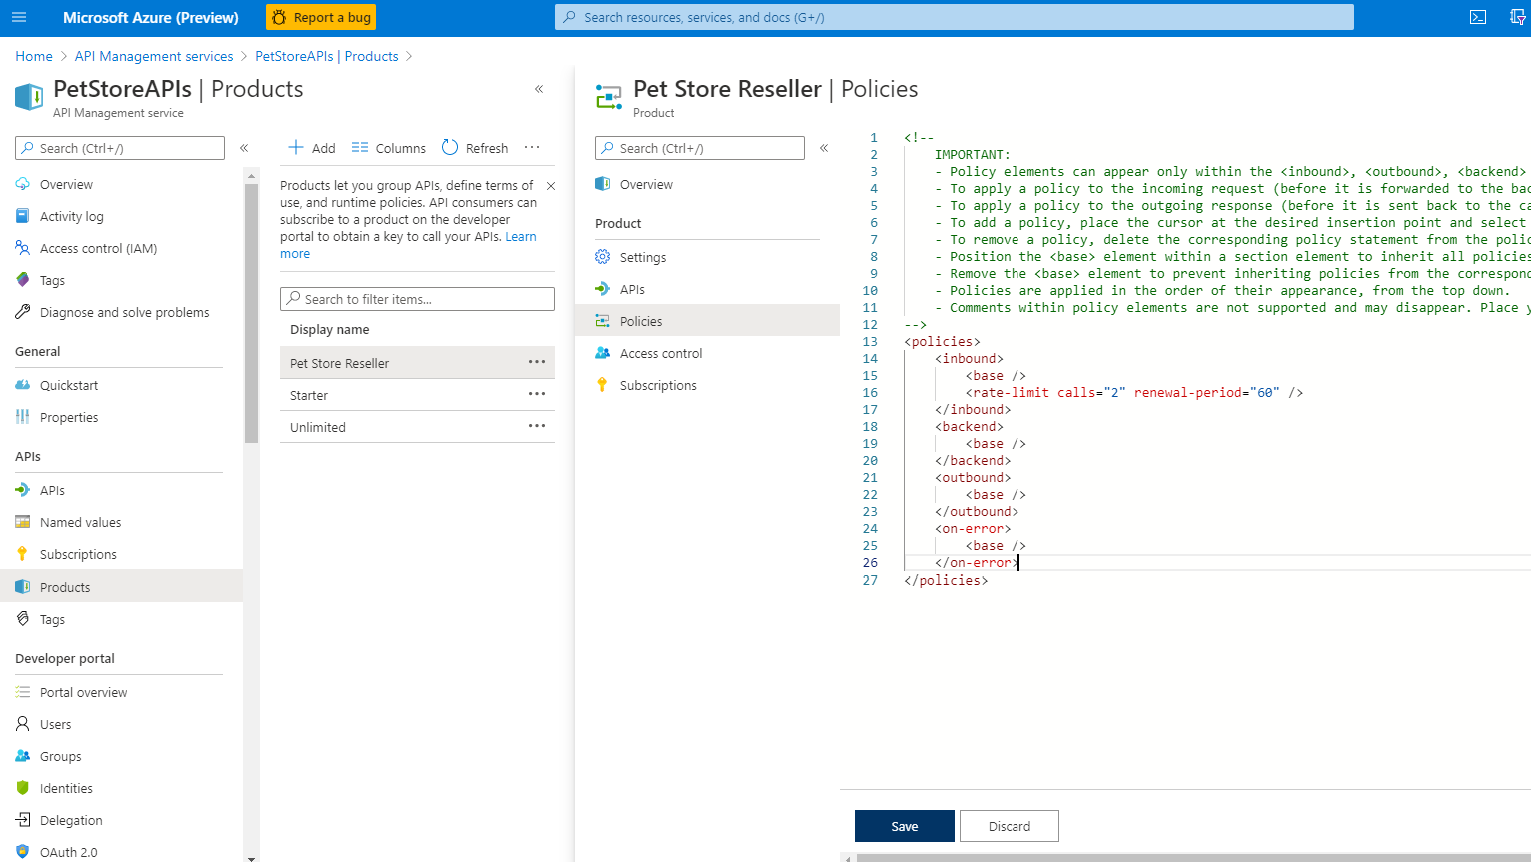 Microsoft Azure (Preview)
Report a bug
Search resources, services, and docs (G+/)
Home > API Management services > PetStoreAPIs | Products >
PetStoreAPIs | Products
API Management service
Search (Ctrl+/)
Overview
Activity log
Access control (IAM)
Tags
Diagnose and solve problems
General
Quickstart
Properties
APIs
APIs
Named values
Subscriptions
Products
Tags
Developer portal
Portal overview
Users
Groups
Identities
Delegation
OAuth 2.0
Add Columns Refresh ...
Products let you group APIs, define terms of
use, and runtime policies. API consumers can
subscribe to a product on the developer
portal to obtain a key to call your APIs. Learn
more
Search to filter items...
Display name
Pet Store Reseller
Starter
Unlimited
Pet Store Reseller | Policies
Product
Search (Ctrl+/)
Overview
Product
Settings
APIs
Policies
Access control
Subscriptions
1 <!--
2 IMPORTANT:
3 - Policy elements can appear only within the <inbound>, <outbound>, <backend>
4 - To apply a policy to the incoming request (before it is forwarded to the bac
5 - To apply a policy to the outgoing response (before it is sent back to the ca
6 - To add a policy, place the cursor at the desired insertion point and select
7 - To remove a policy, delete the corresponding policy statement from the polic
8 - Position the <base> element within a section element to inherit all policies
9 - Remove the <base> element to prevent inheriting policies from the correspond
10 - Policies are applied in the order of their appearance, from the top down.
11 - Comments within policy elements are not supported and may disappear. Place y
12 -->
13 <policies>
14 <inbound>
15 <base />
16 <rate-limit calls="2" renewal-period="60" />
17 </inbound>
18 <backend>
19 <base />
20 </backend>
21 <outbound>
22 <base />
23 </outbound>
24 <on-error>
25 <base />
26 </on-error>
27 </policies>
Save
Discard